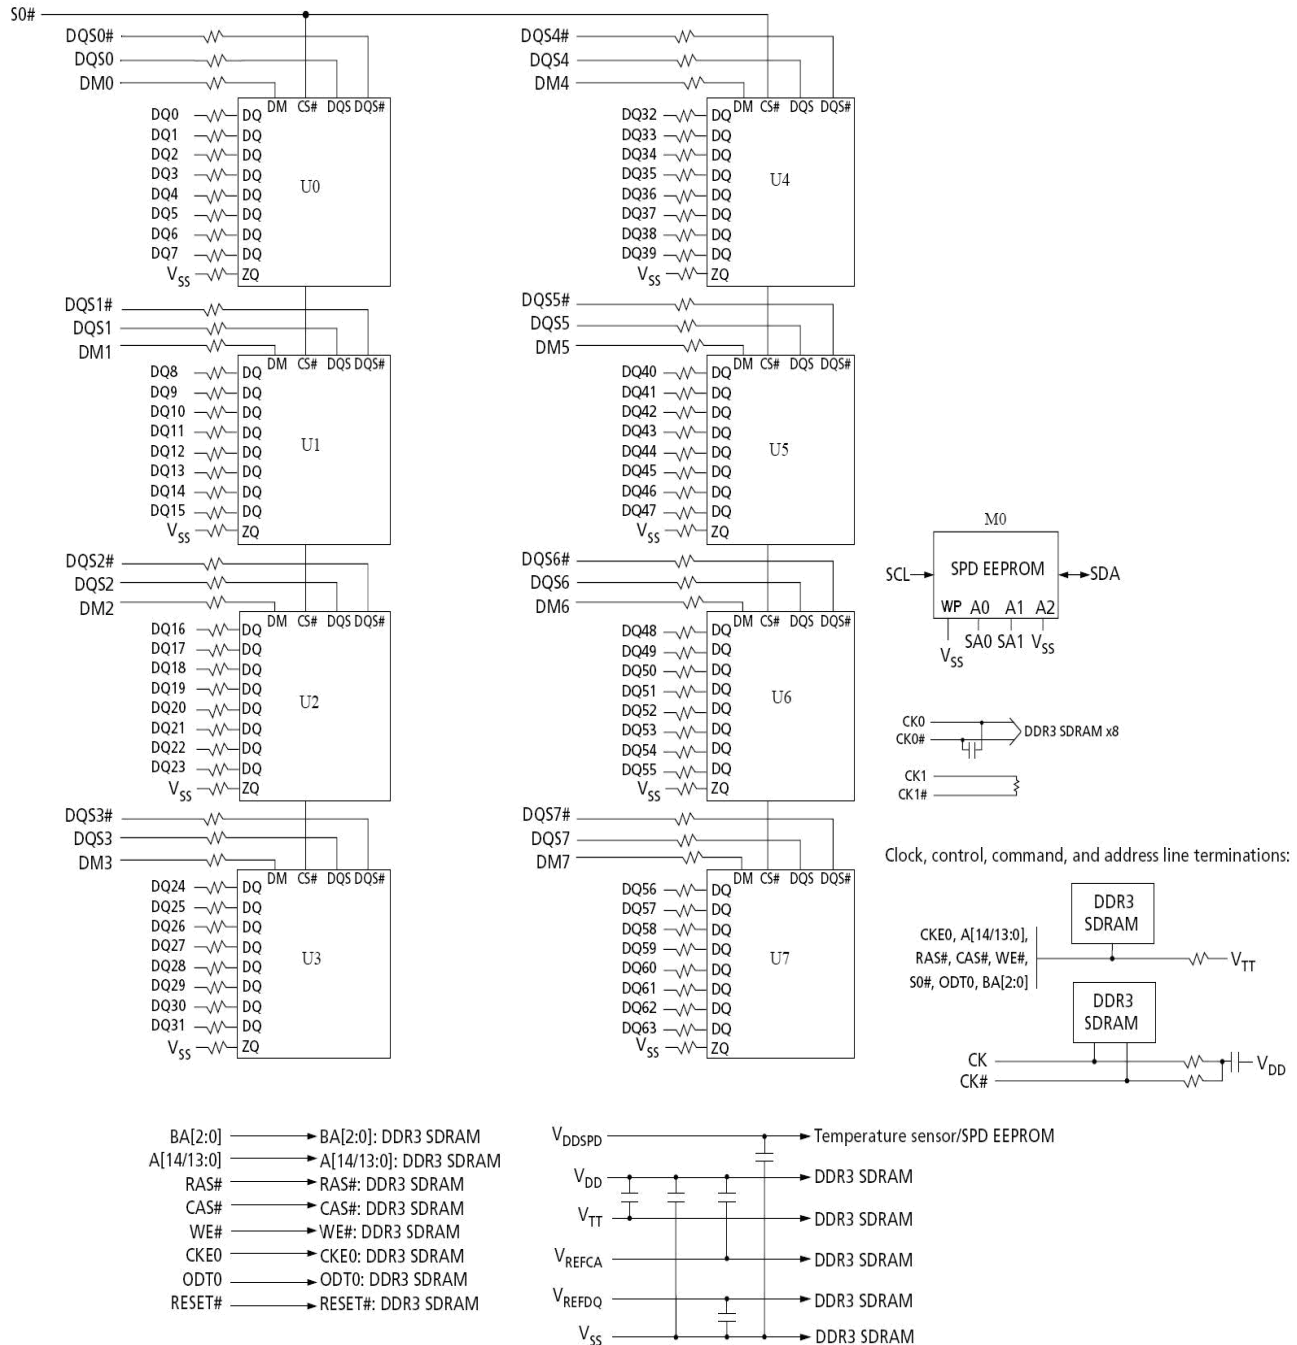 S0#
DQS0#
DQS0
DM0
DM CS# DQS DQS#
DQ0 DQ
DQ1 DQ
DQ2 DQ
DQ3 DQ
DQ4 DQ
DQ5 DQ
DQ6 DQ
DQ7 DQ
VSS ZQ
U0
DQS1#
DQS1
DM1
DM CS# DQS DQS#
DQ8 DQ
DQ9 DQ
DQ10 DQ
DQ11 DQ
DQ12 DQ
DQ13 DQ
DQ14 DQ
DQ15 DQ
VSS ZQ
U1
DQS2#
DQS2
DM2
DM CS# DQS DQS#
DQ16 DQ
DQ17 DQ
DQ18 DQ
DQ19 DQ
DQ20 DQ
DQ21 DQ
DQ22 DQ
DQ23 DQ
VSS ZQ
U2
DQS3#
DQS3
DM3
DM CS# DQS DQS#
DQ24 DQ
DQ25 DQ
DQ26 DQ
DQ27 DQ
DQ28 DQ
DQ29 DQ
DQ30 DQ
DQ31 DQ
VSS ZQ
U3
DQS4#
DQS4
DM4
DM CS# DQS DQS#
DQ32 DQ
DQ33 DQ
DQ34 DQ
DQ35 DQ
DQ36 DQ
DQ37 DQ
DQ38 DQ
DQ39 DQ
VSS ZQ
U4
DQS5#
DQS5
DM5
DM CS# DQS DQS#
DQ40 DQ
DQ41 DQ
DQ42 DQ
DQ43 DQ
DQ44 DQ
DQ45 DQ
DQ46 DQ
DQ47 DQ
VSS ZQ
U5
DQS6#
DQS6
DM6
DM CS# DQS DQS#
DQ48 DQ
DQ49 DQ
DQ50 DQ
DQ51 DQ
DQ52 DQ
DQ53 DQ
DQ54 DQ
DQ55 DQ
VSS ZQ
U6
DQS7#
DQS7
DM7
DM CS# DQS DQS#
DQ56 DQ
DQ57 DQ
DQ58 DQ
DQ59 DQ
DQ60 DQ
DQ61 DQ
DQ62 DQ
DQ63 DQ
VSS ZQ
U7
M0
SCL SPD EEPROM SDA
WP A0 A1 A2
VSS SA0 SA1 VSS
CK0
CK0#
DDR3 SDRAM x8
CK1
CK1#
Clock, control, command, and address line terminations:
DDR3
SDRAM
CKE0, A[14/13:0],
RAS#, CAS#, WE#,
S0#, ODT0, BA[2:0]
VTT
DDR3
SDRAM
CK
CK#
VDD
BA[2:0] BA[2:0]: DDR3 SDRAM
A[14/13:0] A[14/13:0]: DDR3 SDRAM
RAS# RAS#: DDR3 SDRAM
CAS# CAS#: DDR3 SDRAM
WE# WE#: DDR3 SDRAM
CKE0 CKE0: DDR3 SDRAM
ODT0 ODT0: DDR3 SDRAM
RESET# RESET#: DDR3 SDRAM
VDDSPD Temperature sensor/SPD EEPROM
VDD DDR3 SDRAM
VTT DDR3 SDRAM
VREFCA DDR3 SDRAM
VREFDQ DDR3 SDRAM
VSS DDR3 SDRAM